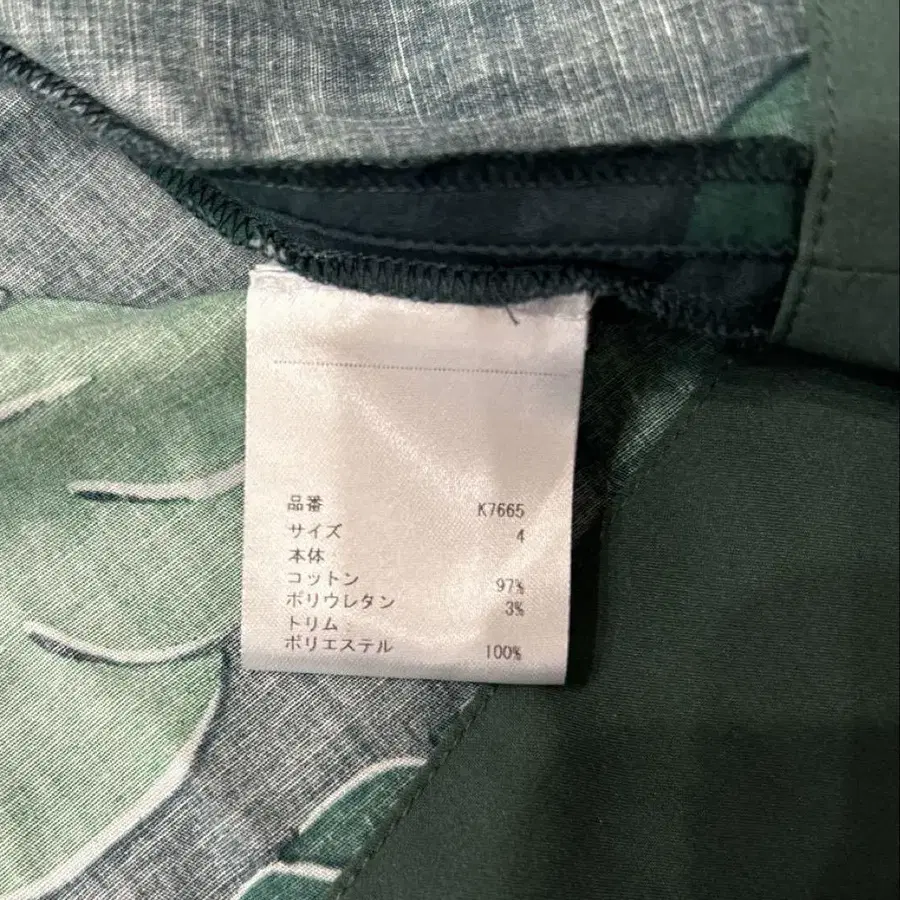 品番 K7665
サイズ 4
本体
コットン 97%
ポリウレタン 3%
トリム
ポリエステル 100%